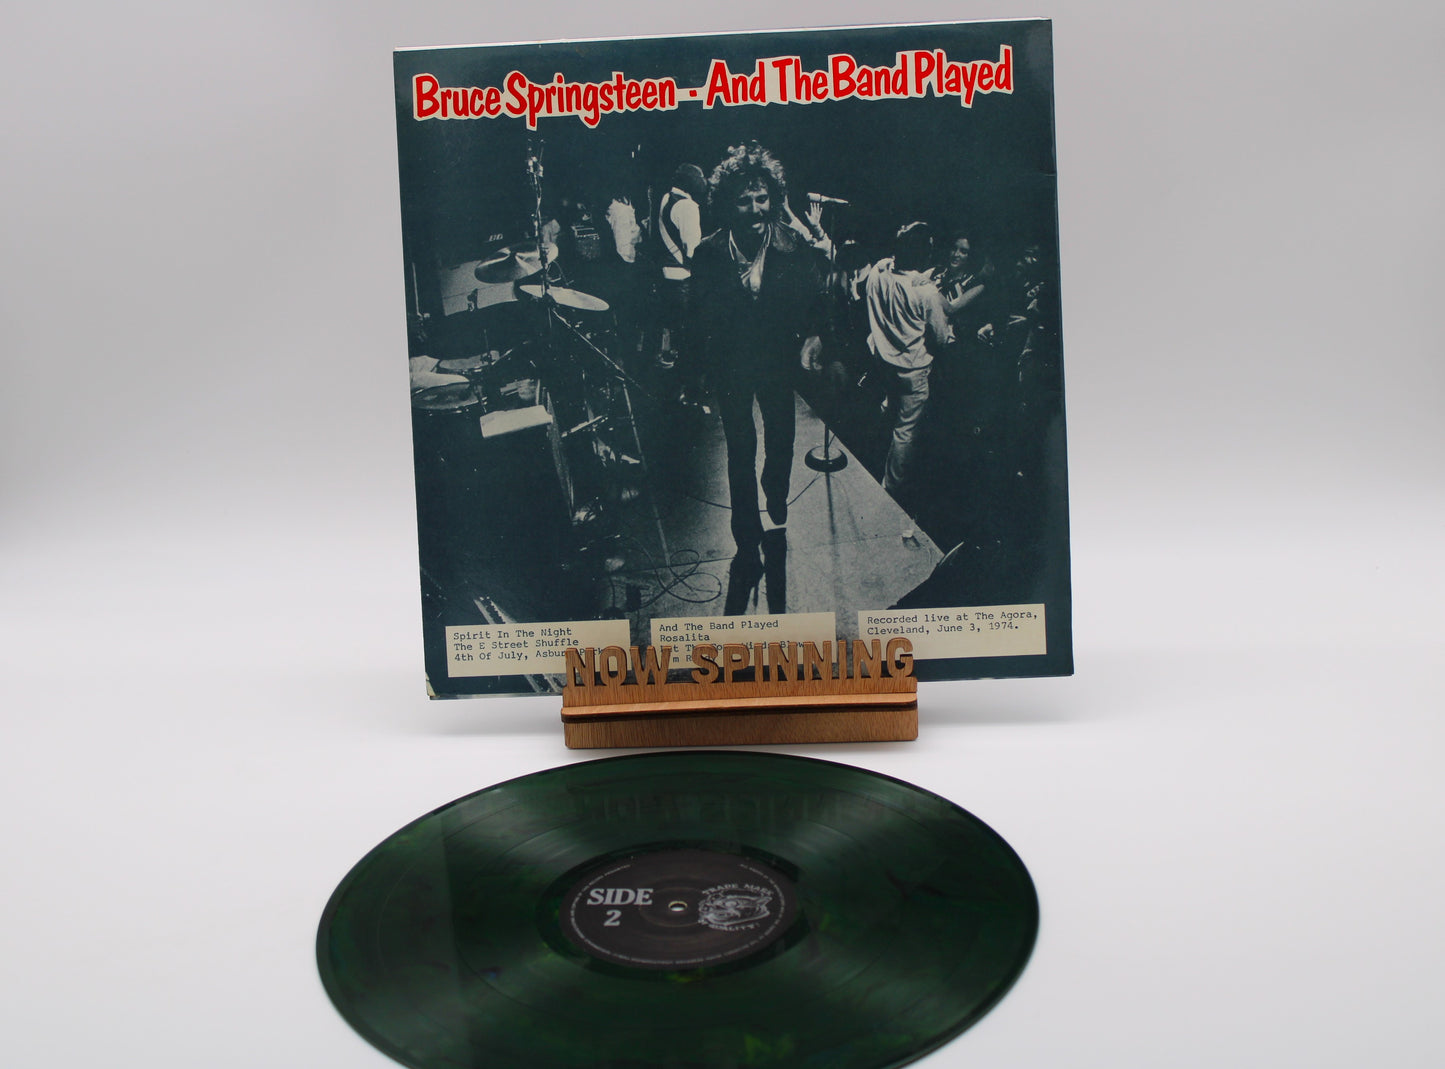 Bruce Springsteen · And The Band Played
Spirit In The Night
The E Street Shuffle
4th Of July, Asbury Park
And The Band Played
Rosalita
Recorded live at The Agora,
Cleveland, June 3, 1974.
NOW SPINNING
SIDE
2
TRADE MARK
QUALITY